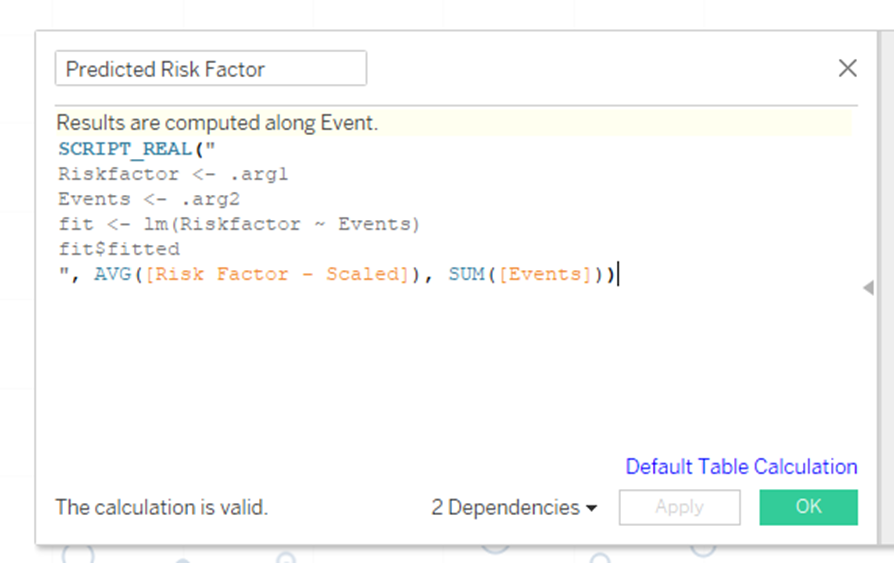 Predicted Risk Factor
Results are computed along Event.
SCRIPT_REAL("
Riskfactor <- .arg1
Events <- .arg2
fit <- lm(Riskfactor ~ Events)
fit$fitted
", AVG([Risk Factor - Scaled]), SUM([Events]))
Default Table Calculation
The calculation is valid. 2 Dependencies Apply OK